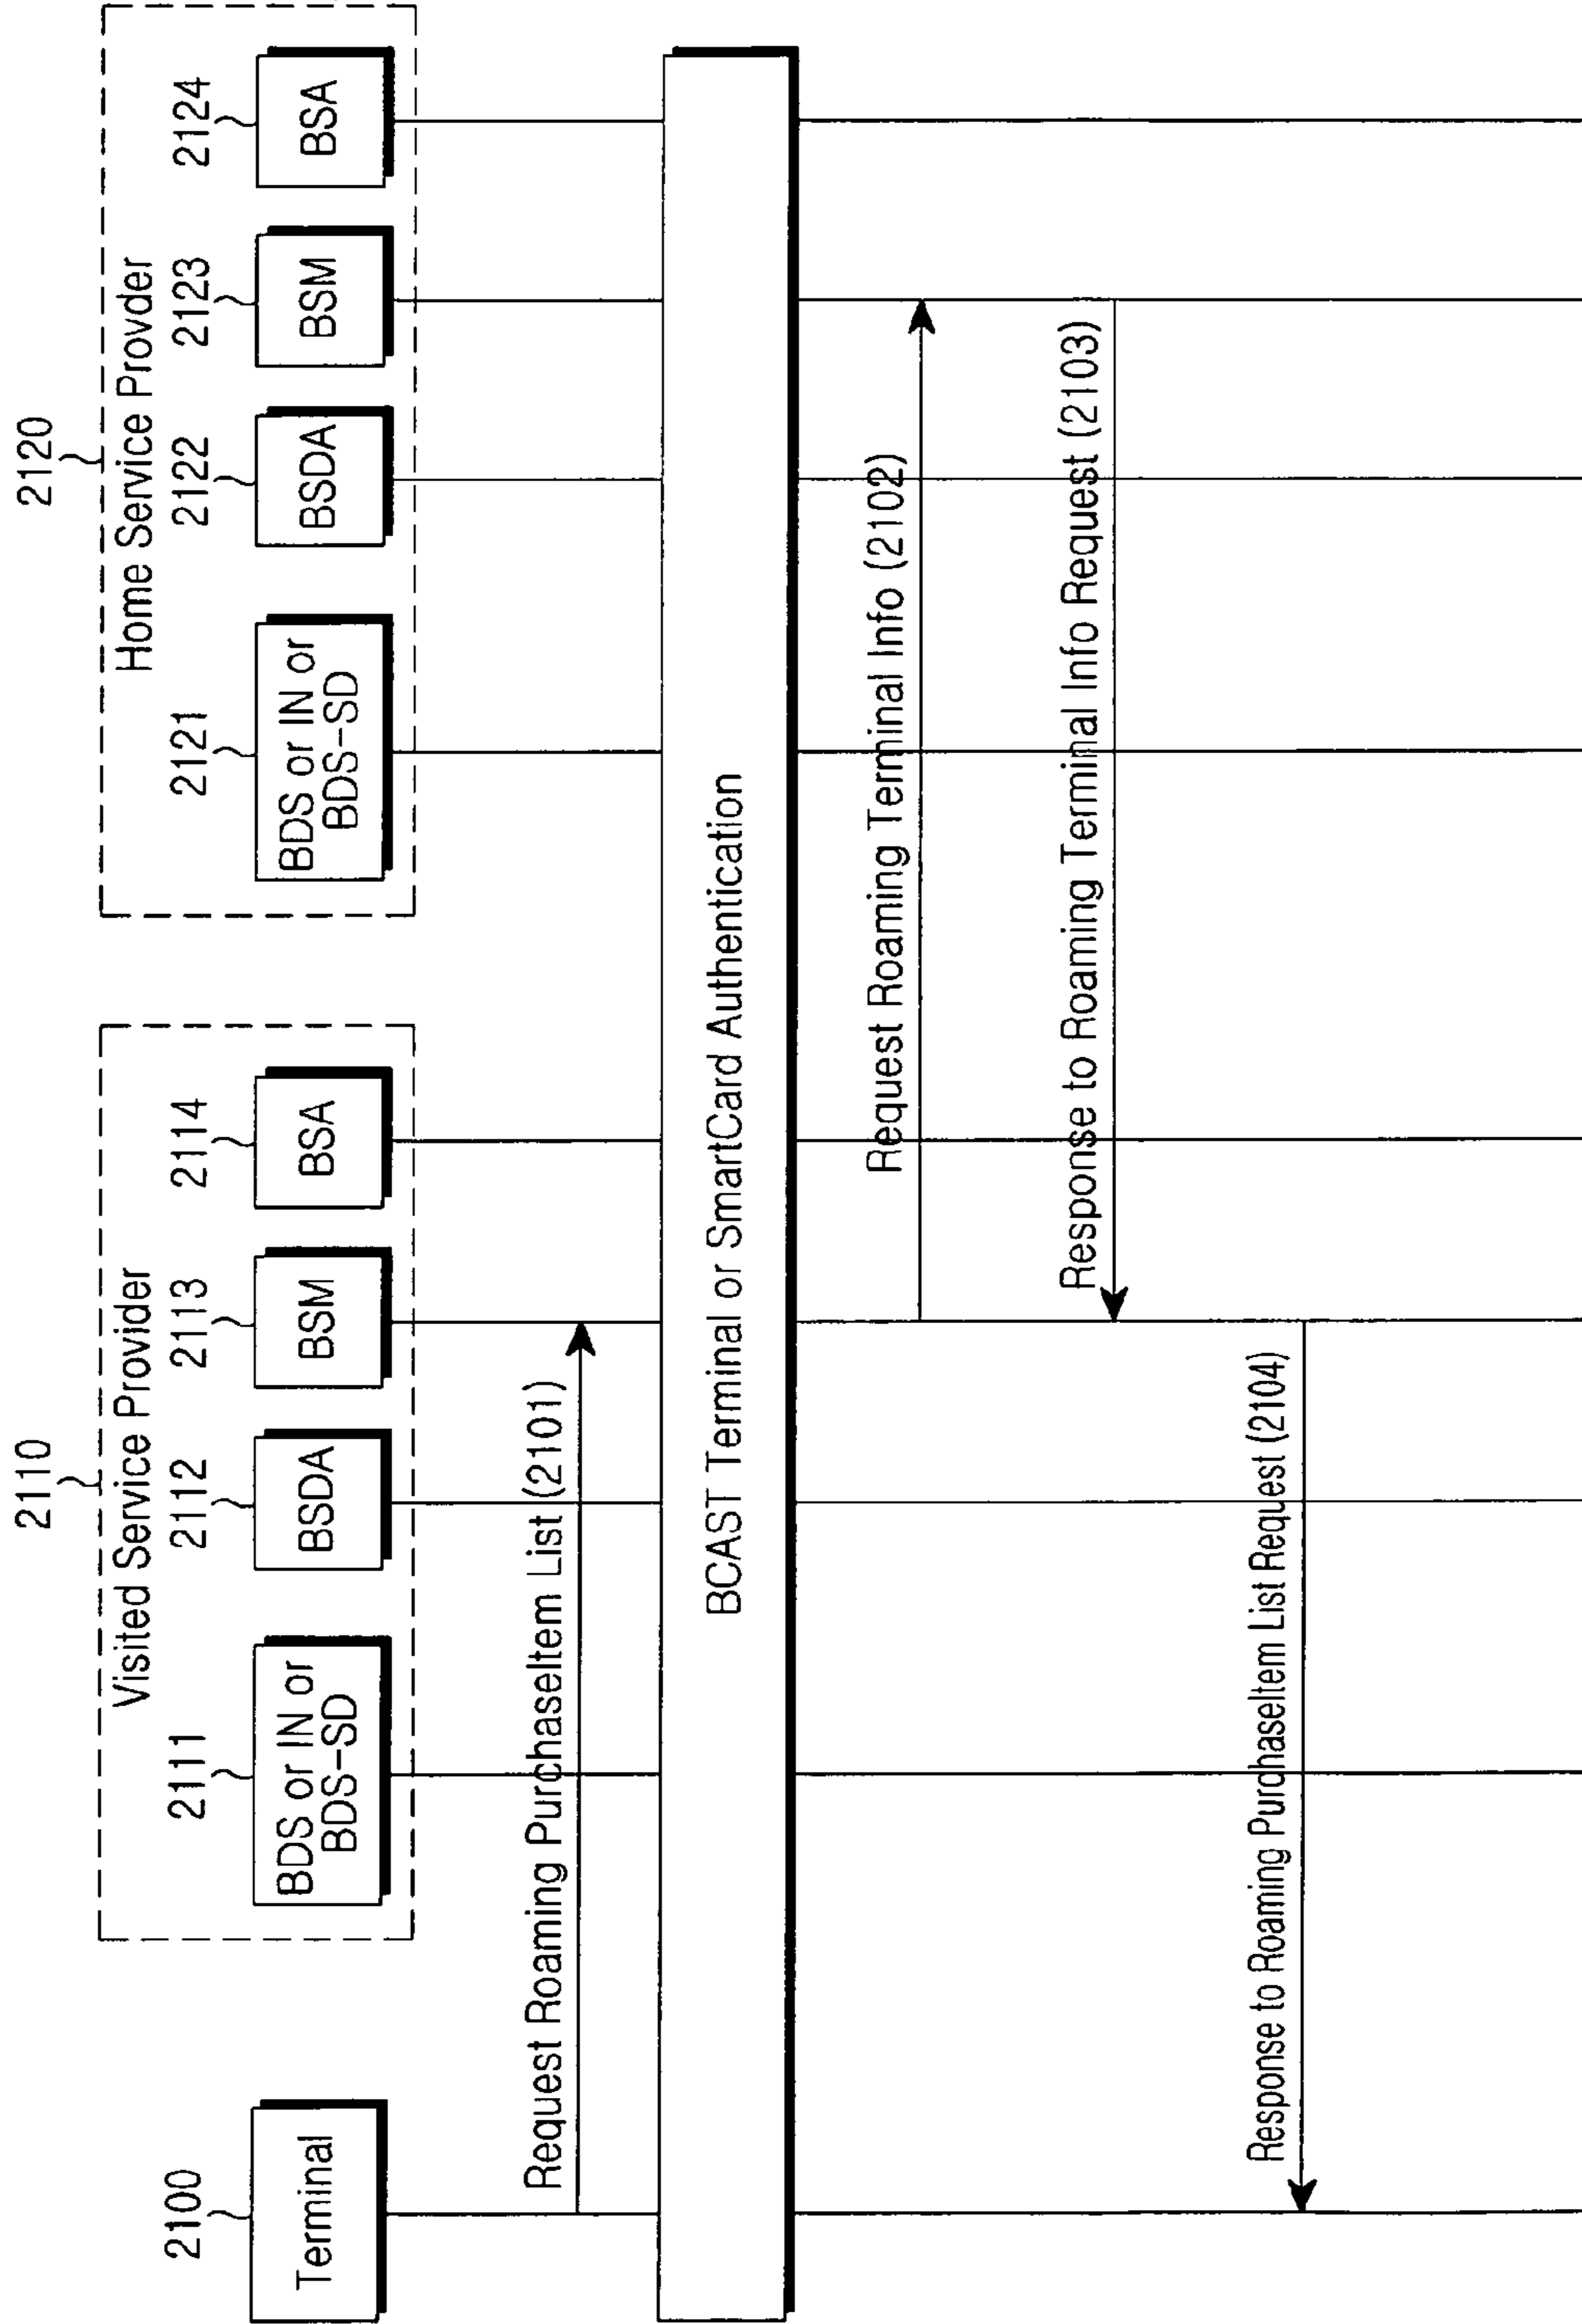 2110
2120
Visited Service Provider
Home Service Provder
2100
2111
2112
2113
2114
2121
2122
2123
2124
Terminal
BDS or IN or
BDS-SD
BSDA
BSM
BSA
BDS or IN or
BDS-SD
BSDA
BSM
BSA
Request Roaming PurchaseItem List (2101)
BCAST Terminal or SmartCard Authentication
Request Roaming Terminal Info (2102)
Response to Roaming Terminal Info Request (2103)
Response to Roaming PurchaseItem List Request (2104)